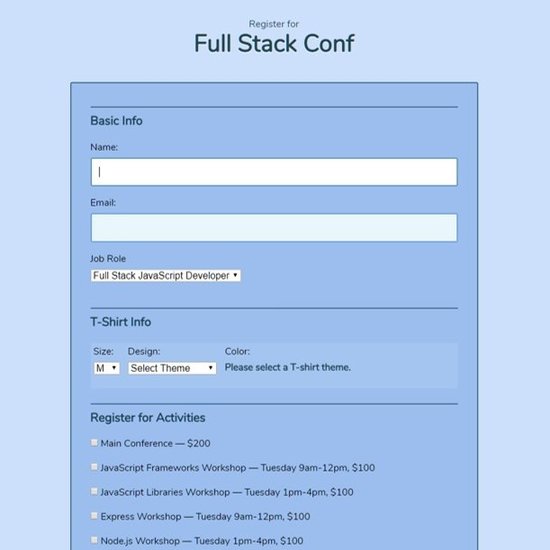 Register for
Full Stack Conf
Basic Info
Name:
Email:
Job Role
Full Stack JavaScript Developer
T-Shirt Info
Size: Design: Color:
M Select Theme Please select a T-shirt theme.
Register for Activities
Main Conference — $200
JavaScript Frameworks Workshop — Tuesday 9am-12pm, $100
JavaScript Libraries Workshop — Tuesday 1pm-4pm, $100
Express Workshop — Tuesday 9am-12pm, $100
Node.js Workshop — Tuesday 1pm-4pm, $100